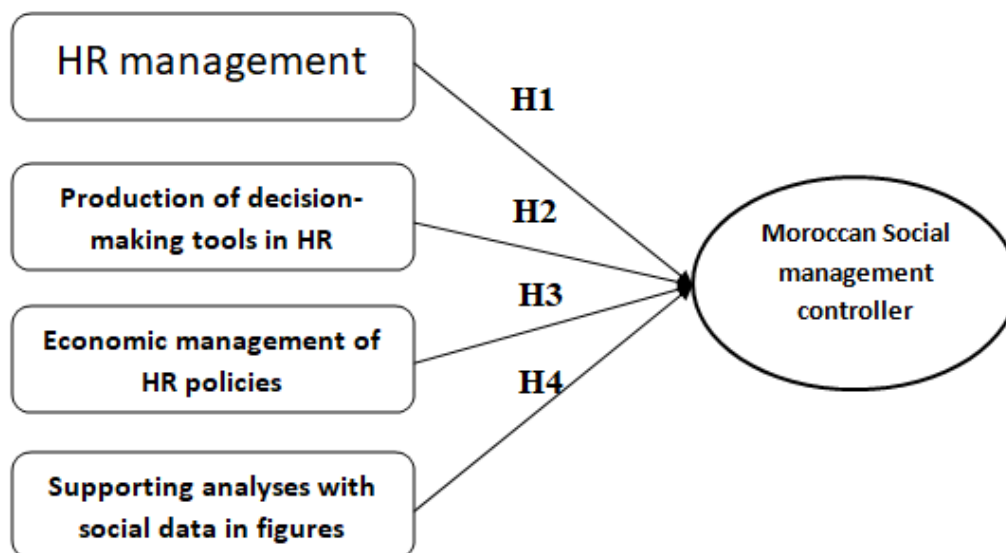 HR management
H1
Production of decision-
making tools in HR
H2
Moroccan Social
management
controller
Economic management of
HR policies
H3
H4
Supporting analyses with
social data in figures